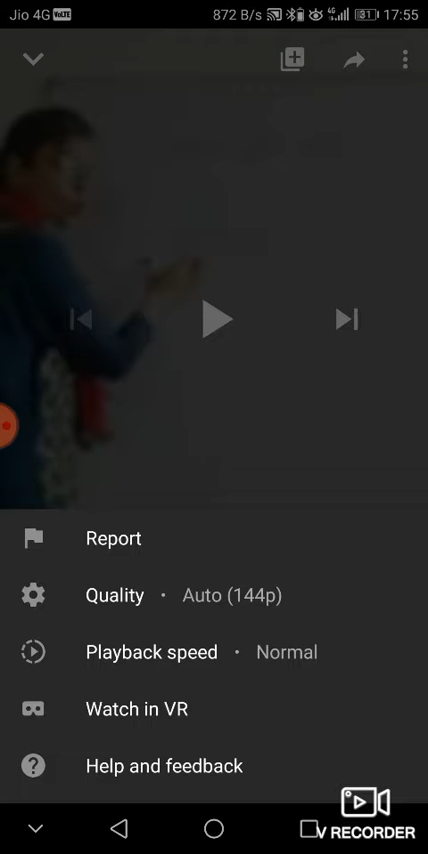 Jio 4G VoLTE 872 B/s 4G 31 17:55
Report
Quality • Auto (144p)
Playback speed • Normal
Watch in VR
Help and feedback
V RECORDER